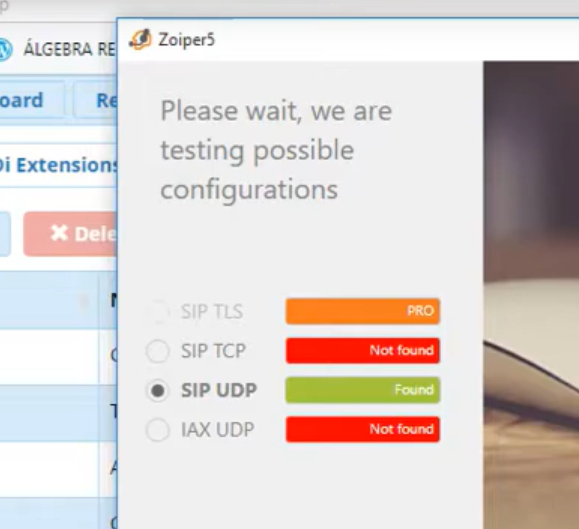 Zoiper5
ÁLGEBRA RE
oard
Re
Di Extensions
✖ Dele
Please wait, we are
testing possible
configurations
SIP TLS PRO
SIP TCP Not found
SIP UDP Found
IAX UDP Not found